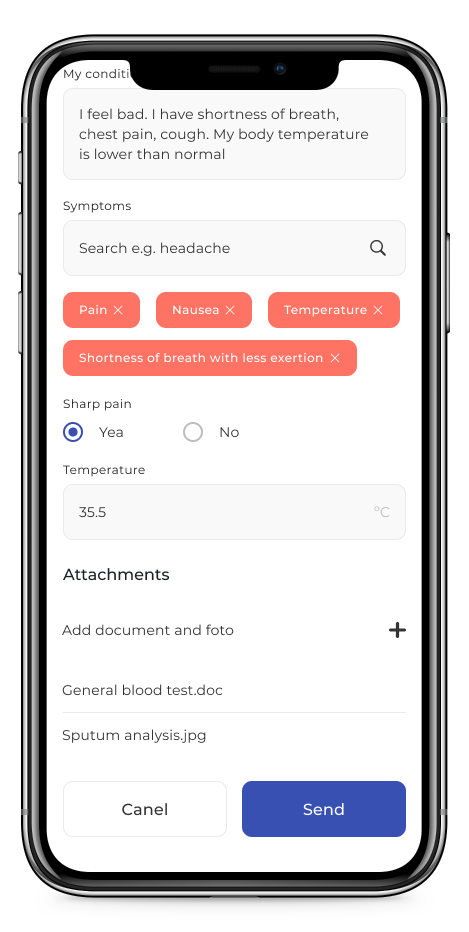 My conditi
I feel bad. I have shortness of breath,
chest pain, cough. My body temperature
is lower than normal
Symptoms
Search e.g. headache
Pain
Nausea
Temperature
Shortness of breath with less exertion
Sharp pain
Yea
No
Temperature
35.5
°C
Attachments
Add document and foto
General blood test.doc
Sputum analysis.jpg
Canel
Send